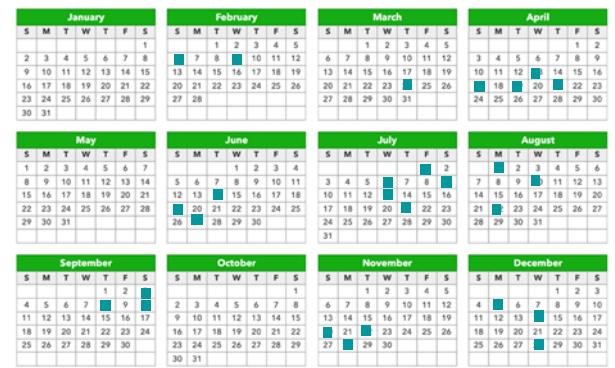 January
S M T W T F S
1
2 3 4 5 6 7 8
9 10 11 12 13 14 15
16 17 18 19 20 21 22
23 24 25 26 27 28 29
30 31
February
S M T W T F S
1 2 3 4 5
7 8 10 11 12
13 14 15 16 17 18 19
20 21 22 23 24 25 26
27 28
March
S M T W T F S
1 2 3 4 5
6 7 8 9 10 11 12
13 14 15 16 17 18 19
20 21 22 23 25 26
27 28 29 30 31
April
S M T W T F S
1 2
3 4 5 6 7 8 9
10 11 12 14 15 16
18 20 22 23
24 25 26 27 28 29 30
May
S M T W T F S
1 2 3 4 5 6 7
8 9 10 11 12 13 14
15 16 17 18 19 20 21
22 23 24 25 26 27 28
29 30 31
June
S M T W T F S
1 2 3 4
5 6 7 8 9 10 11
12 13 15 16 17 18
20 21 22 23 24 25
26 28 29 30
July
S M T W T F S
2
3 4 5 7 8
10 11 12 14 15 16
17 18 19 20 22 23
24 25 26 27 28 29 30
31
August
S M T W T F S
2 3 4 5 6
7 8 9 11 12 13
14 15 16 17 18 19 20
21 23 24 25 26 27
28 29 30 31
September
S M T W T F S
1 2
4 5 6 7 9
11 12 13 14 15 16 17
18 19 20 21 22 23 24
25 26 27 28 29 30
October
S M T W T F S
1
2 3 4 5 6 7 8
9 10 11 12 13 14 15
16 17 18 19 20 21 22
23 24 25 26 27 28 29
30 31
November
S M T W T F S
1 2 3 4 5
6 7 8 9 10 11 12
13 14 15 16 17 18 19
21 23 24 25 26
27 29 30
December
S M T W T F S
1 2 3
4 6 7 8 9 10
11 12 13 15 16 17
18 19 20 21 22 23 24
25 26 27 29 30 31